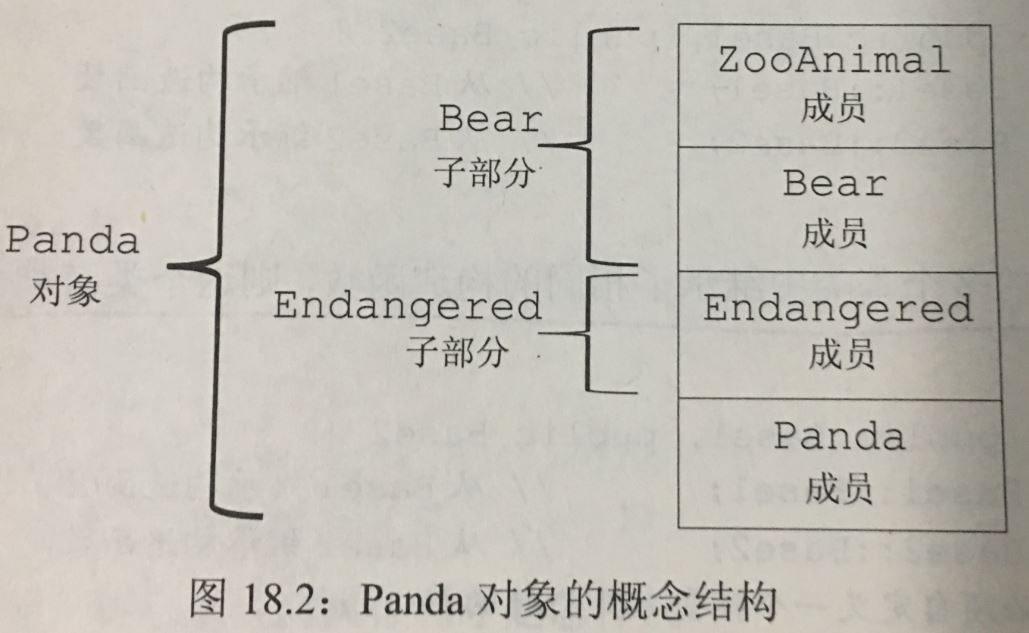 ZooAnimal
成员
Bear
子部分
Bear
成员
Panda
对象
Endangered
子部分
Endangered
成员
Panda
成员
图 18.2：Panda 对象的概念结构